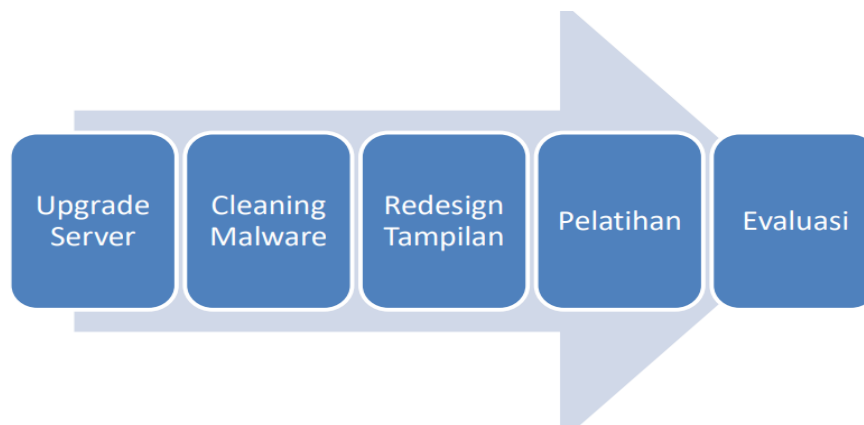 Upgrade
Server
Cleaning
Malware
Redesign
Tampilan
Pelatihan
Evaluasi